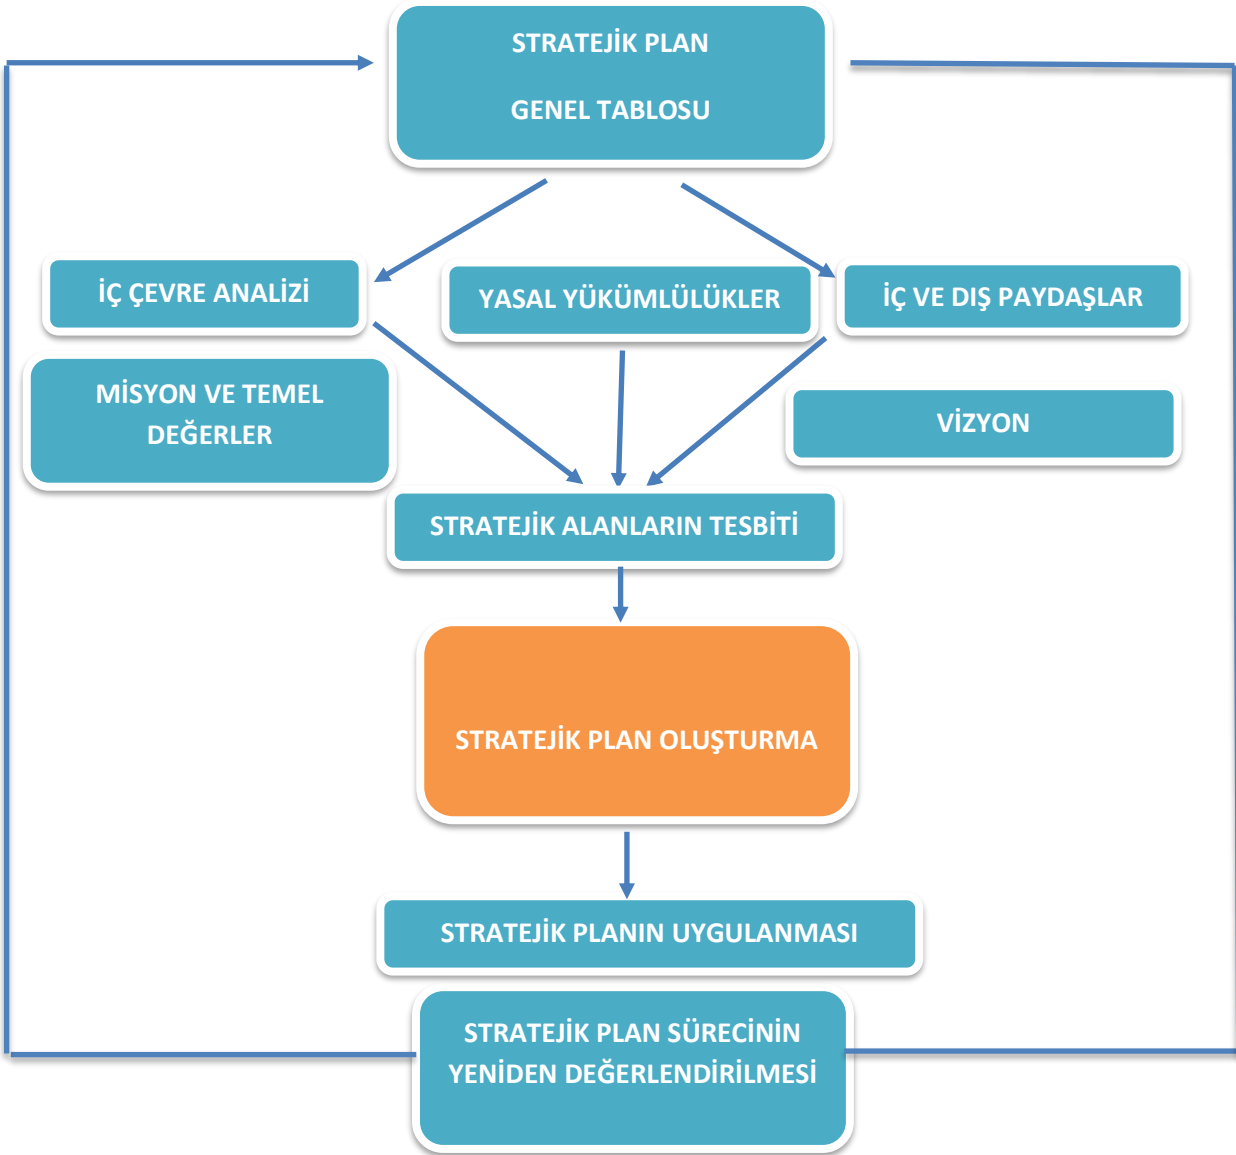 STRATEJİK PLAN
GENEL TABLOSU
İÇ ÇEVRE ANALİZİ
YASAL YÜKÜMLÜLÜKLER
İÇ VE DIŞ PAYDAŞLAR
MİSYON VE TEMEL
DEĞERLER
VİZYON
STRATEJİK ALANLARIN TESBİTİ
STRATEJİK PLAN OLUŞTURMA
STRATEJİK PLANIN UYGULANMASI
STRATEJİK PLAN SÜRECİNİN
YENİDEN DEĞERLENDİRİLMESİ